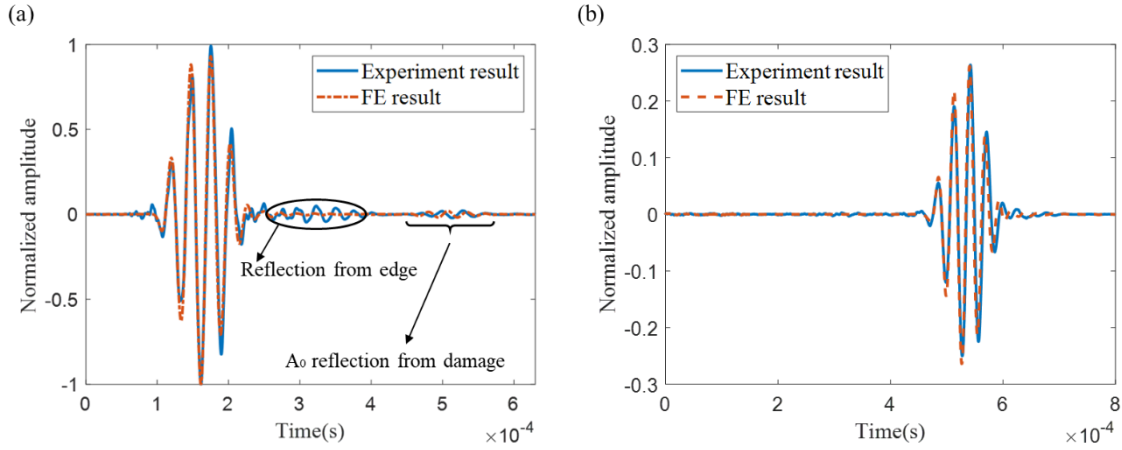 (a)
Experiment result
FE result
Normalized amplitude
1
0.5
0
-0.5
-1
Reflection from edge
A₀ reflection from damage
0 1 2 3 4 5 6
Time(s)
×10⁻⁴
(b)
Experiment result
FE result
Normalized amplitude
0.3
0.2
0.1
0
-0.1
-0.2
-0.3
0 2 4 6 8
Time(s)
×10⁻⁴